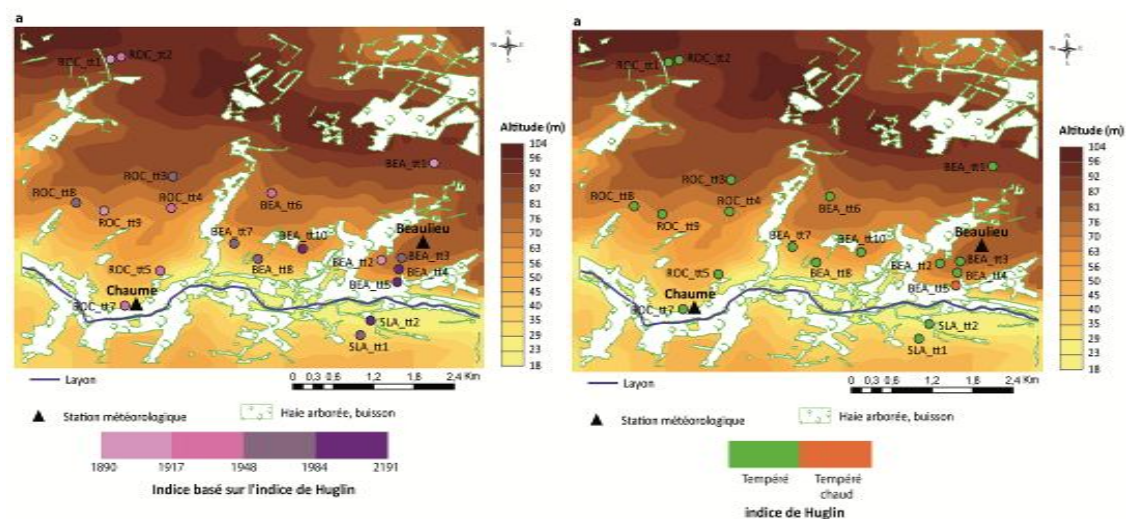 a
ROC_tt1
ROC_tt2
BEA_tt1
ROC_tt3
ROC_tt8
ROC_tt4
ROC_tt9
BEA_tt6
BEA_tt7
BEA_tt10
Beaulieu
BEA_tt2
BEA_tt3
BEA_tt8
BEA_tt4
ROC_tt5
BEA_tt5
Chaume
ROC_tt7
SLA_tt2
SLA_tt1
Altitude (m)
104
96
92
87
81
76
70
63
56
50
45
40
35
29
23
18
Layon
0 0,3 0,6 1,2 1,8 2,4 Km
Station météorologique
Haie arborée, buisson
1890 1917 1948 1984 2191
Indice basé sur l'indice de Huglin
a
ROC_tt1
ROC_tt2
BEA_tt1
ROC_tt3
ROC_tt8
ROC_tt4
ROC_tt9
BEA_tt6
BEA_tt7
BEA_tt10
Beaulieu
BEA_tt2
BEA_tt3
BEA_tt8
BEA_tt4
ROC_tt5
BEA_tt5
Chaume
ROC_tt7
SLA_tt2
SLA_tt1
Altitude (m)
104
96
92
87
81
76
70
63
56
50
45
40
35
29
23
18
Layon
0 0,3 0,6 1,2 1,8 2,4 Km
Station météorologique
Haie arborée, buisson
Tempéré
Tempéré
chaud
indice de Huglin